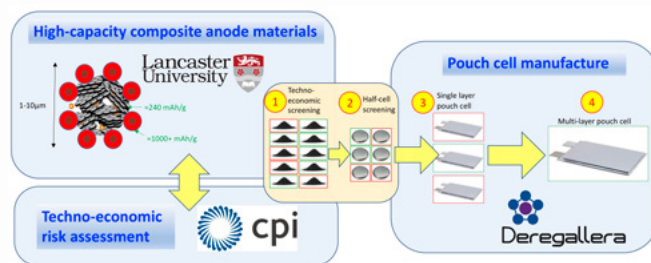 High-capacity composite anode materials
Lancaster
University
1-10μm
≈240 mAh/g
≈1000+ mAh/g
Techno-economic
risk assessment
cpi
1
Techno-
economic
screening
2
Half-cell
screening
Pouch cell manufacture
3
Single layer
pouch cell
4
Multi-layer pouch cell
Deregallera